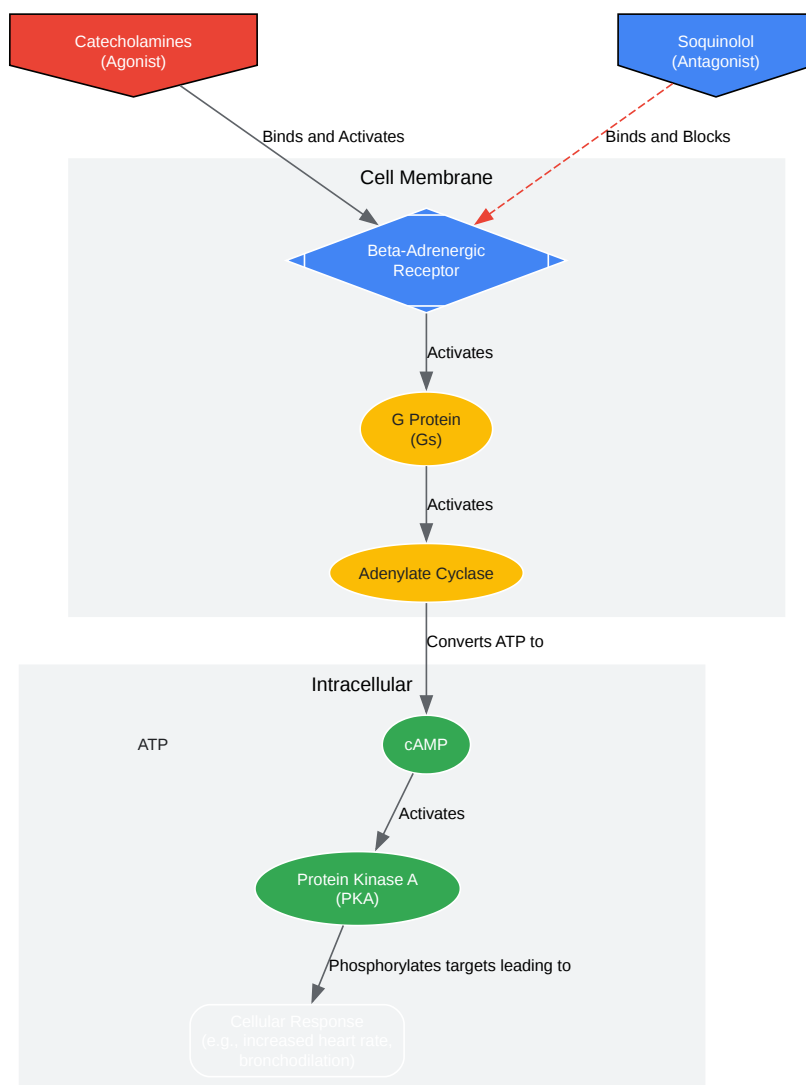 Catecholamines
(Agonist)
Soquinolol
(Antagonist)
Binds and Activates
Binds and Blocks
Cell Membrane
Beta-Adrenergic
Receptor
Activates
G Protein
(Gs)
Activates
Adenylate Cyclase
Converts ATP to
Intracellular
ATP
cAMP
Activates
Protein Kinase A
(PKA)
Phosphorylates targets leading to
Cellular Response
(e.g., increased heart rate,
bronchodilation)